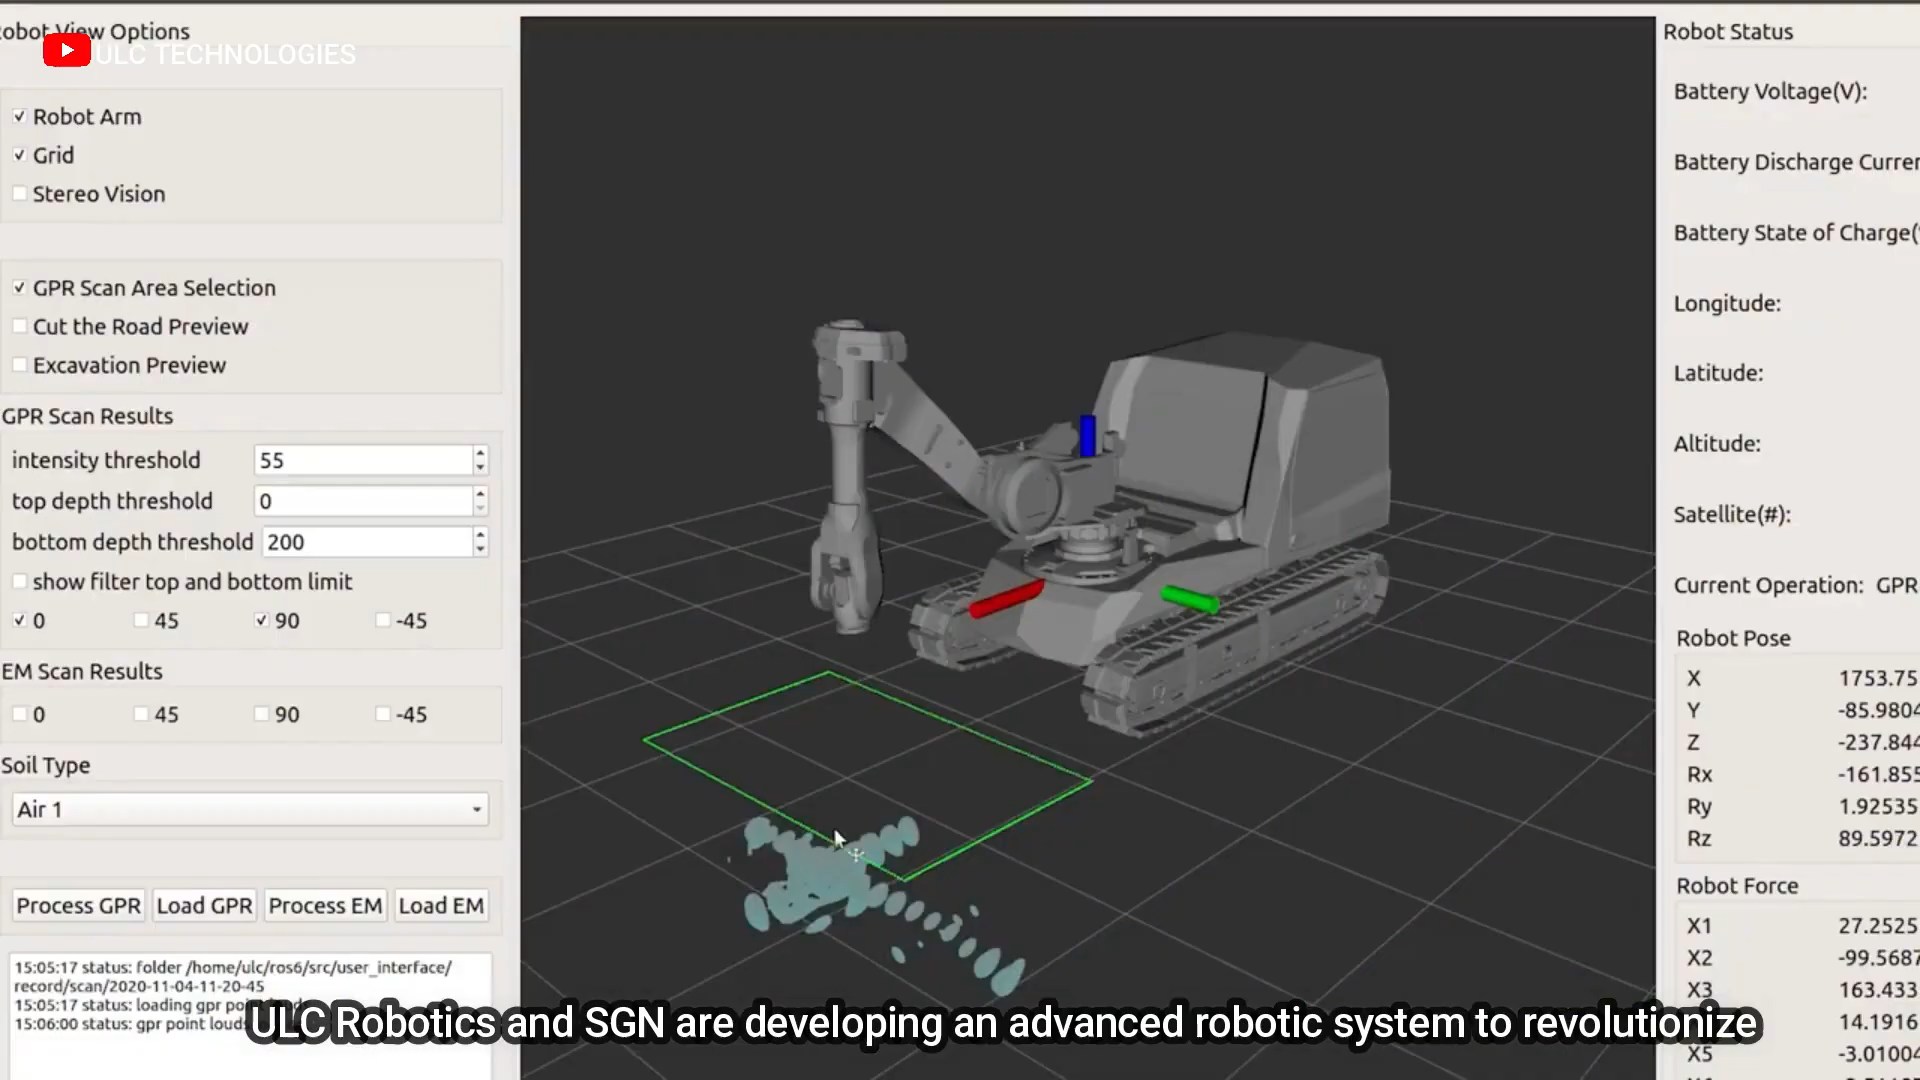 Robot View Options
ULC TECHNOLOGIES
Robot Arm
Grid
Stereo Vision
GPR Scan Area Selection
Cut the Road Preview
Excavation Preview
GPR Scan Results
intensity threshold 55
top depth threshold 0
bottom depth threshold 200
show filter top and bottom limit
0 45 90 -45
EM Scan Results
0 45 90 -45
Soil Type
Air 1
Process GPR Load GPR Process EM Load EM
15:05:17 status: folder /home/ulc/ros6/src/user_interface/
record/scan/2020-11-04-11-20-45
15:05:17 status: loading gpr
15:06:00 status: gpr point
Robot Status
Battery Voltage(V):
Battery Discharge Curren
Battery State of Charge(
Longitude:
Latitude:
Altitude:
Satellite(#):
Current Operation: GPR
Robot Pose
X 1753.75
Y -85.9804
Z -237.844
Rx -161.855
Ry 1.92535
Rz 89.5972
Robot Force
X1 27.2525
X2 -99.5687
X3 163.433
14.1916
X5 -3.01004
ULC Robotics and SGN are developing an advanced robotic system to revolutionize